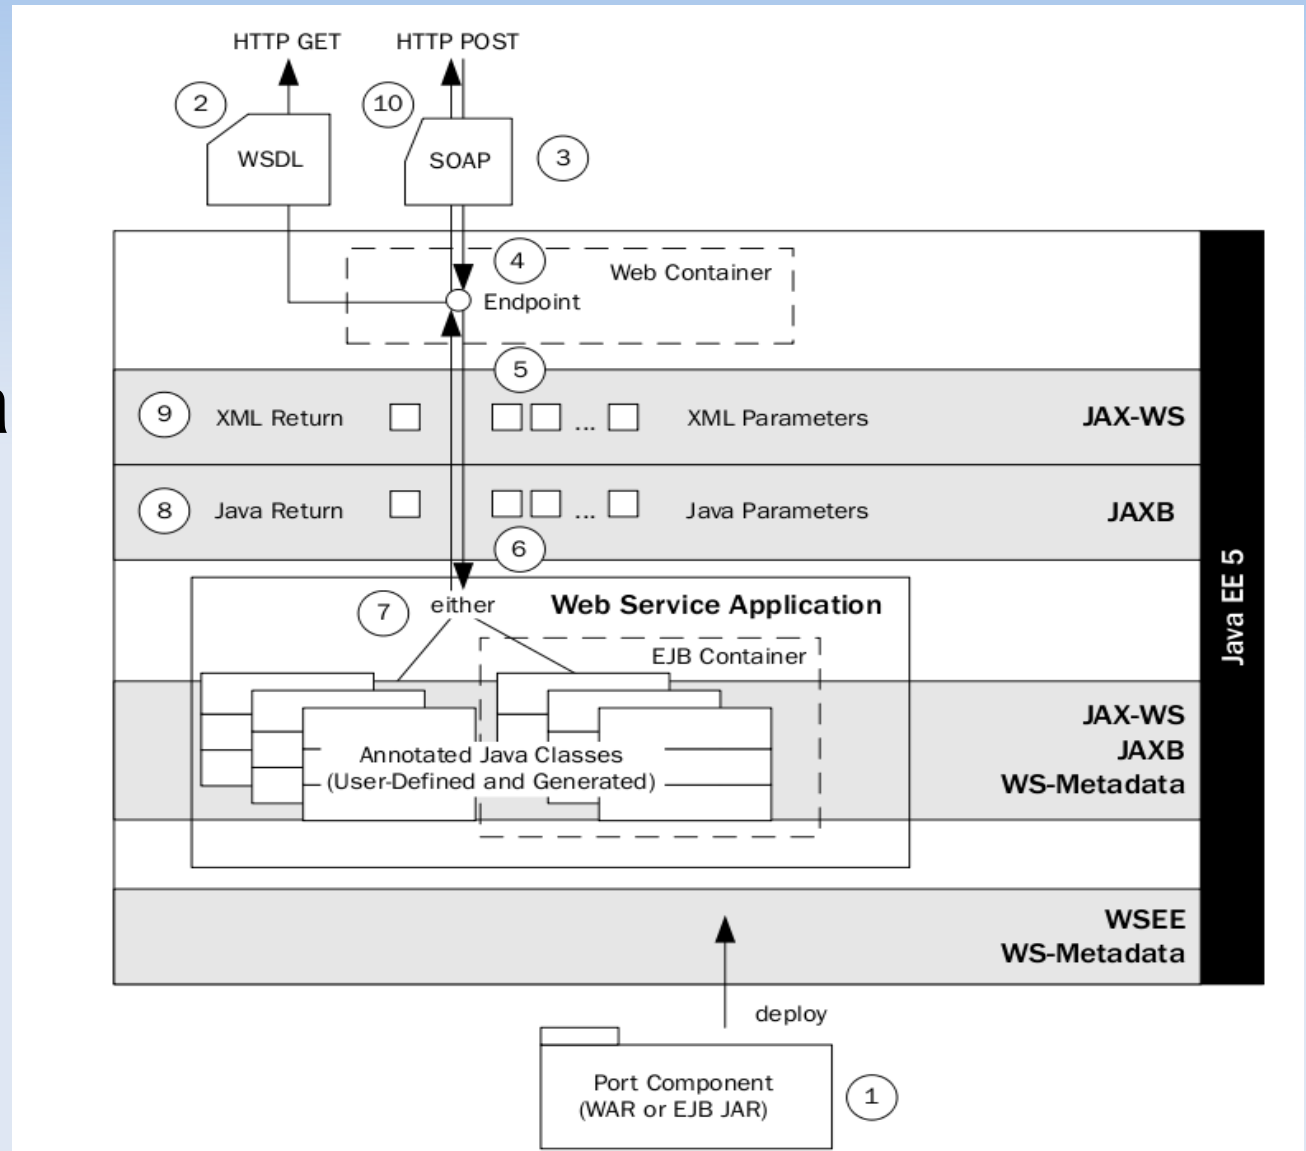 HTTP GET
HTTP POST
2
10
WSDL
SOAP
3
4
Web Container
Endpoint
5
9
XML Return
...
XML Parameters
JAX-WS
8
Java Return
...
Java Parameters
JAXB
6
7
either
Web Service Application
EJB Container
JAX-WS
JAXB
WS-Metadata
Annotated Java Classes
(User-Defined and Generated)
WSEE
WS-Metadata
Java EE 5
deploy
Port Component
(WAR or EJB JAR)
1